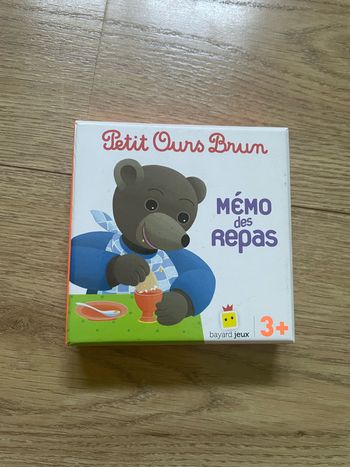 Petit Ours Brun
MÉMO
des
Repas
bayard jeux
3+